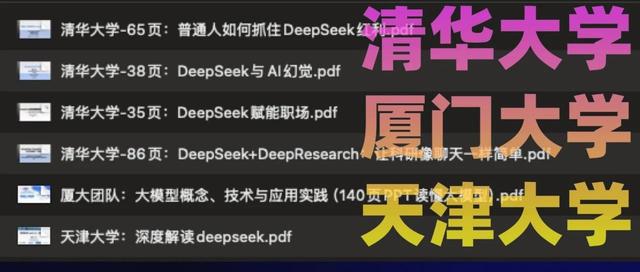 清华大学-65页：普通人如何抓住DeepSeek红利.pdf
清华大学-38页：DeepSeek与AI幻觉.pdf
清华大学-35页：DeepSeek赋能职场.pdf
清华大学-86页：DeepSeek+DeepResearch：让科研像聊天一样简单.pdf
厦大团队：大模型概念、技术与应用实践 (140页PPT读懂大模型).pdf
天津大学：深度解读deepseek.pdf
清华大学
厦门大学
天津大学